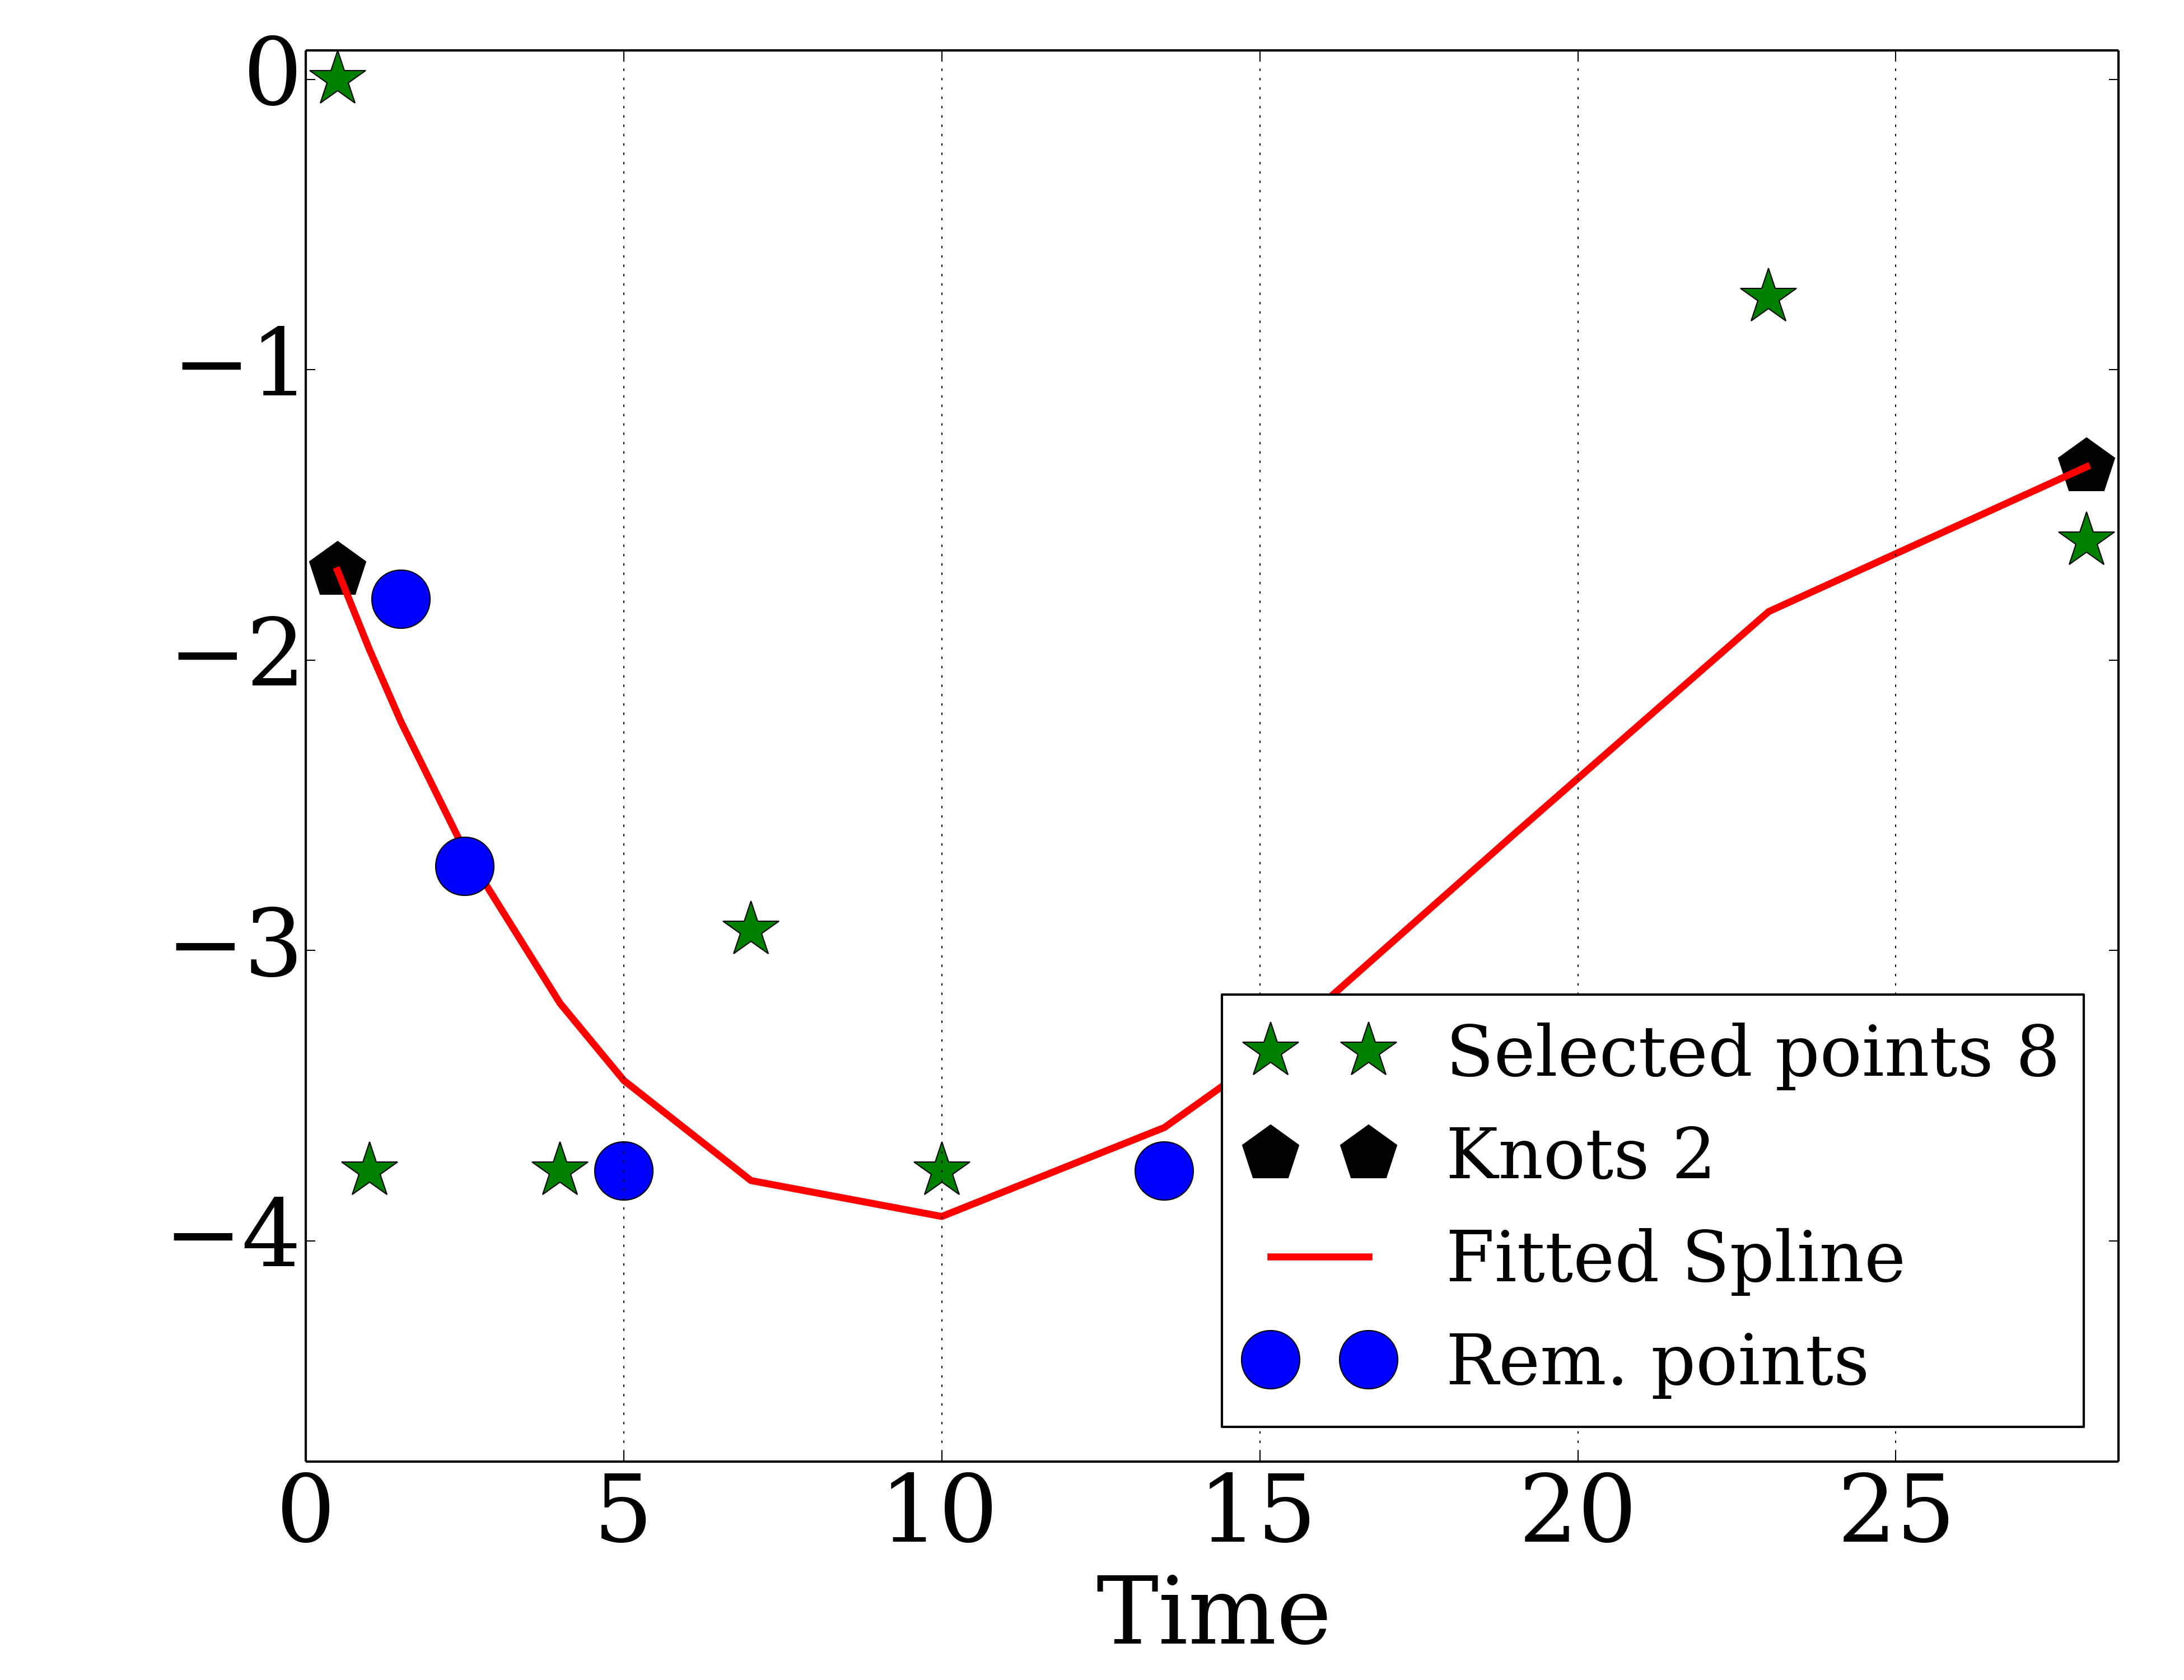 0
−1
−2
−3
−4
Selected points 8
Knots 2
Fitted Spline
Rem. points
0 5 10 15 20 25
Time